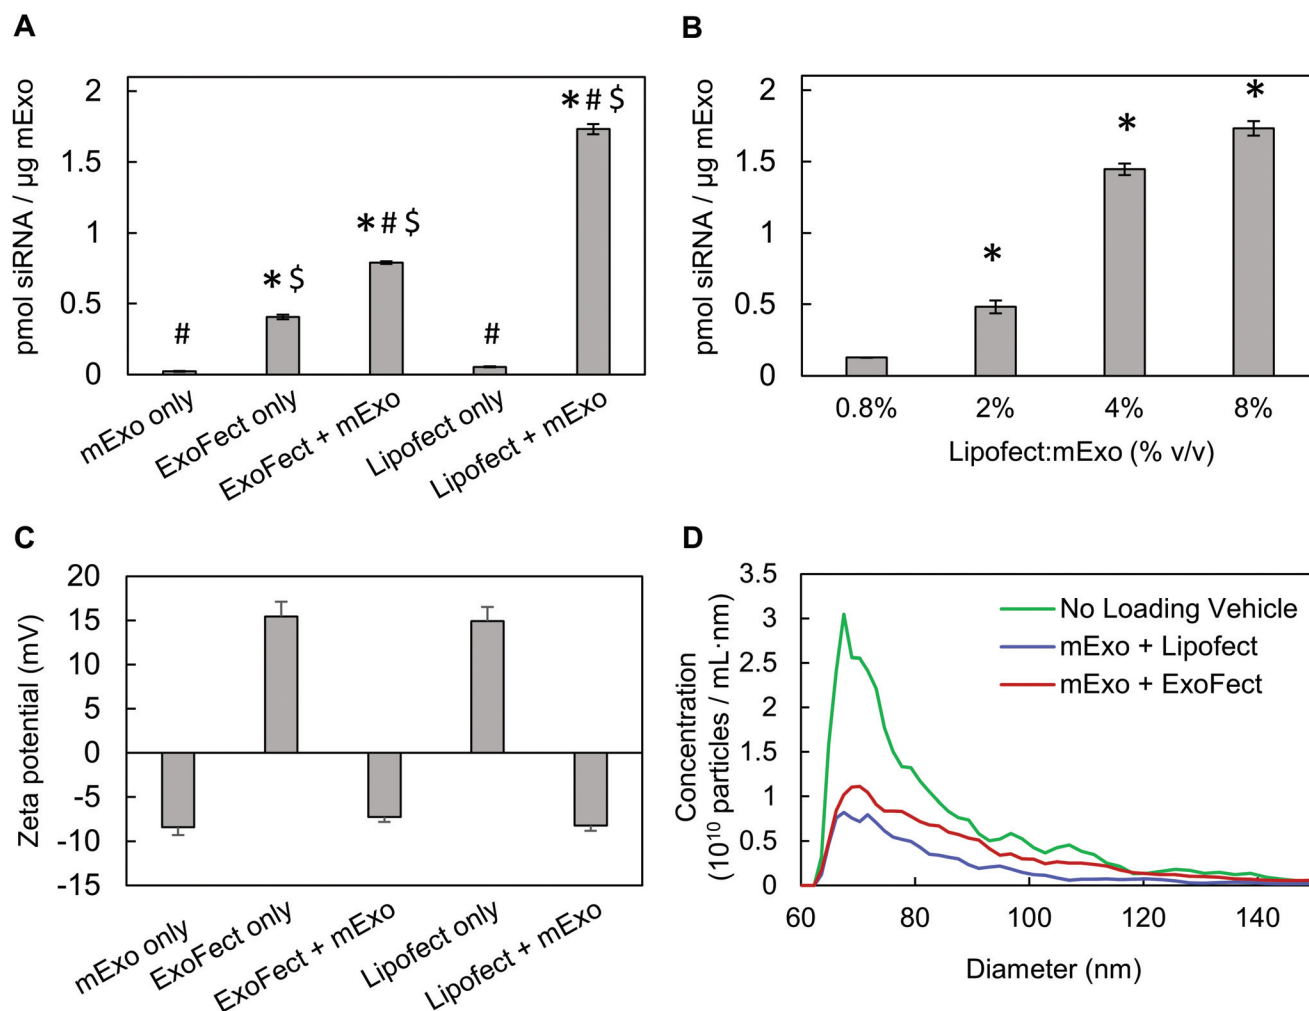 A
pmol siRNA / µg mExo
2
1.5
1
0.5
0
#
* $
* # $
#
* # $
mExo only
ExoFect only
ExoFect + mExo
Lipofect only
Lipofect + mExo
B
pmol siRNA / µg mExo
2
1.5
1
0.5
0
*
*
*
0.8%
2%
4%
8%
Lipofect:mExo (% v/v)
C
Zeta potential (mV)
20
15
10
5
0
-5
-10
-15
mExo only
ExoFect only
ExoFect + mExo
Lipofect only
Lipofect + mExo
D
Concentration
(10¹⁰ particles / mL·nm)
3.5
3
2.5
2
1.5
1
0.5
0
No Loading Vehicle
mExo + Lipofect
mExo + ExoFect
60
80
100
120
140
Diameter (nm)